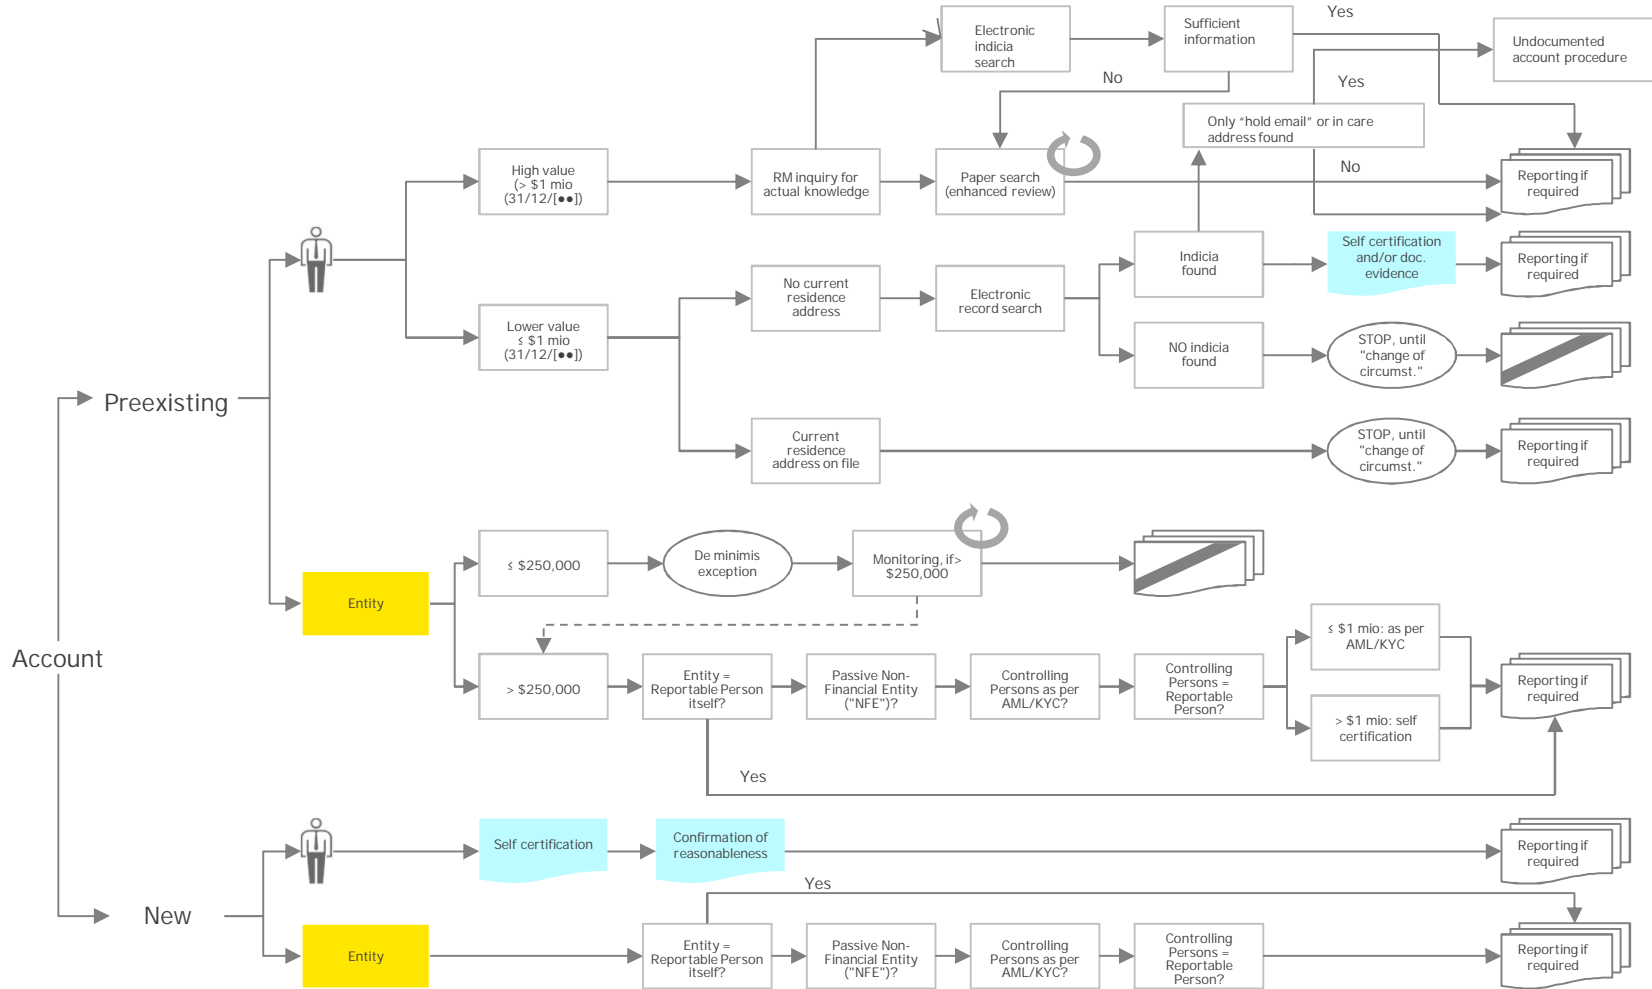 Yes
Electronic
indicia
search
Sufficient
information
Undocumented
account procedure
No
Yes
Only "hold email" or in care
address found
High value
(> $1 mio
(31/12/[●●])
RM inquiry for
actual knowledge
Paper search
(enhanced review)
No
Reporting if
required
Indicia
found
Self certification
and/or doc.
evidence
Reporting if
required
No current
residence
address
Electronic
record search
Lower value
≤ $1 mio
(31/12/[●●])
NO indicia
found
STOP, until
"change of
circumst."
Preexisting
Current
residence
address on file
STOP, until
"change of
circumst."
Reporting if
required
≤ $250,000
De minimis
exception
Monitoring, if>
$250,000
Entity
Account
> $250,000
Entity =
Reportable Person
itself?
Passive Non-
Financial Entity
("NFE")?
Controlling
Persons as per
AML/KYC?
Controlling
Persons =
Reportable
Person?
≤ $1 mio: as per
AML/KYC
> $1 mio: self
certification
Reporting if
required
Yes
Self certification
Confirmation of
reasonableness
Reporting if
required
Yes
New
Entity
Entity =
Reportable Person
itself?
Passive Non-
Financial Entity
("NFE")?
Controlling
Persons as per
AML/KYC?
Controlling
Persons =
Reportable
Person?
Reporting if
required